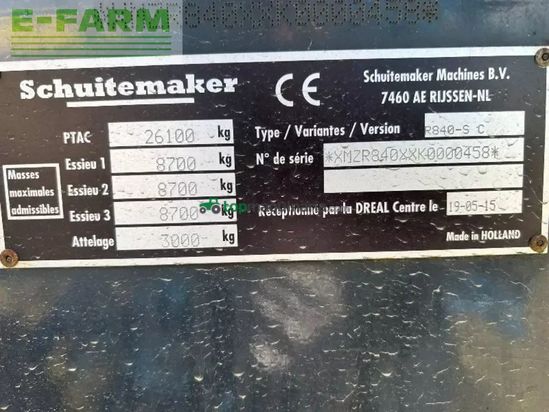 E-FARM
Schuitemaker
CE
Schuitemaker Machines B.V.
7460 AE RIJSSEN-NL
Masses
maximales
admissibles
PTAC 26100 kg
Essieu 1 8700 kg
Essieu 2 8700 kg
Essieu 3 8700 kg
Attelage 3000 kg
Type / Variantes / Version R840-S C
N° de série *XMZR840XXK0000458*
Réceptionné par la DREAL Centre le 19-05-15
Made in HOLLAND